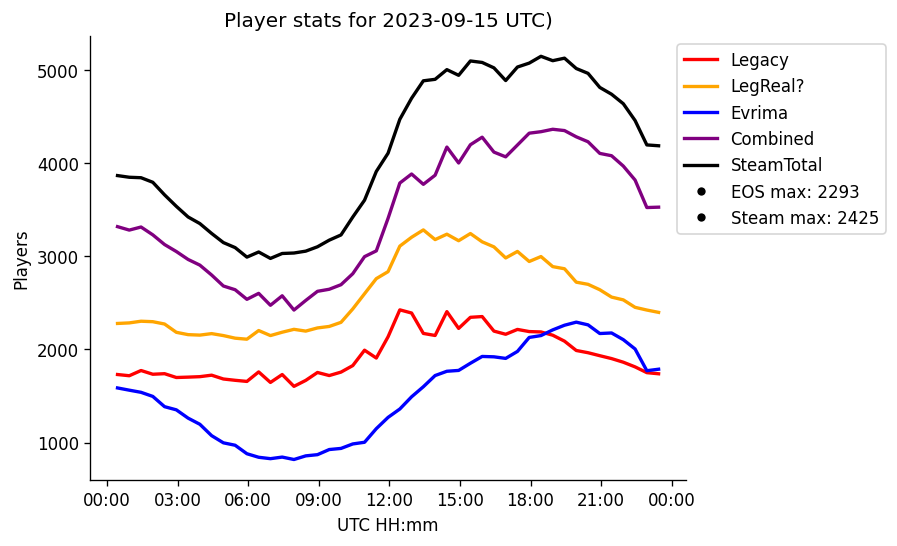 Player stats for 2023-09-15 UTC)
Players
5000
4000
3000
2000
1000
00:00 03:00 06:00 09:00 12:00 15:00 18:00 21:00 00:00
UTC HH:mm
Legacy
LegReal?
Evrima
Combined
SteamTotal
EOS max: 2293
Steam max: 2425